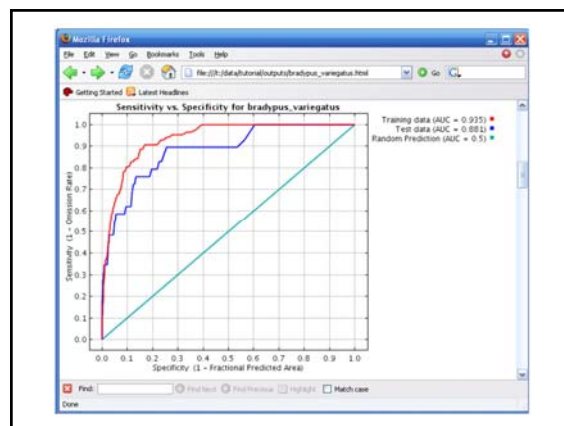 Mozilla Firefox
File Edit View Go Bookmarks Tools Help
file:///t:/data/tutorial/outputs/bradypus_variegatus.html Go
Getting Started Latest Headlines
Sensitivity vs. Specificity for bradypus_variegatus
Training data (AUC = 0.935)
Test data (AUC = 0.881)
Random Prediction (AUC = 0.5)
1.0
0.9
0.8
0.7
0.6
0.5
0.4
0.3
0.2
0.1
0.0
Sensitivity (1 - Omission Rate)
0.0 0.1 0.2 0.3 0.4 0.5 0.6 0.7 0.8 0.9 1.0
Specificity (1 - Fractional Predicted Area)
Find: Find Next Find Previous Highlight Match case
Done